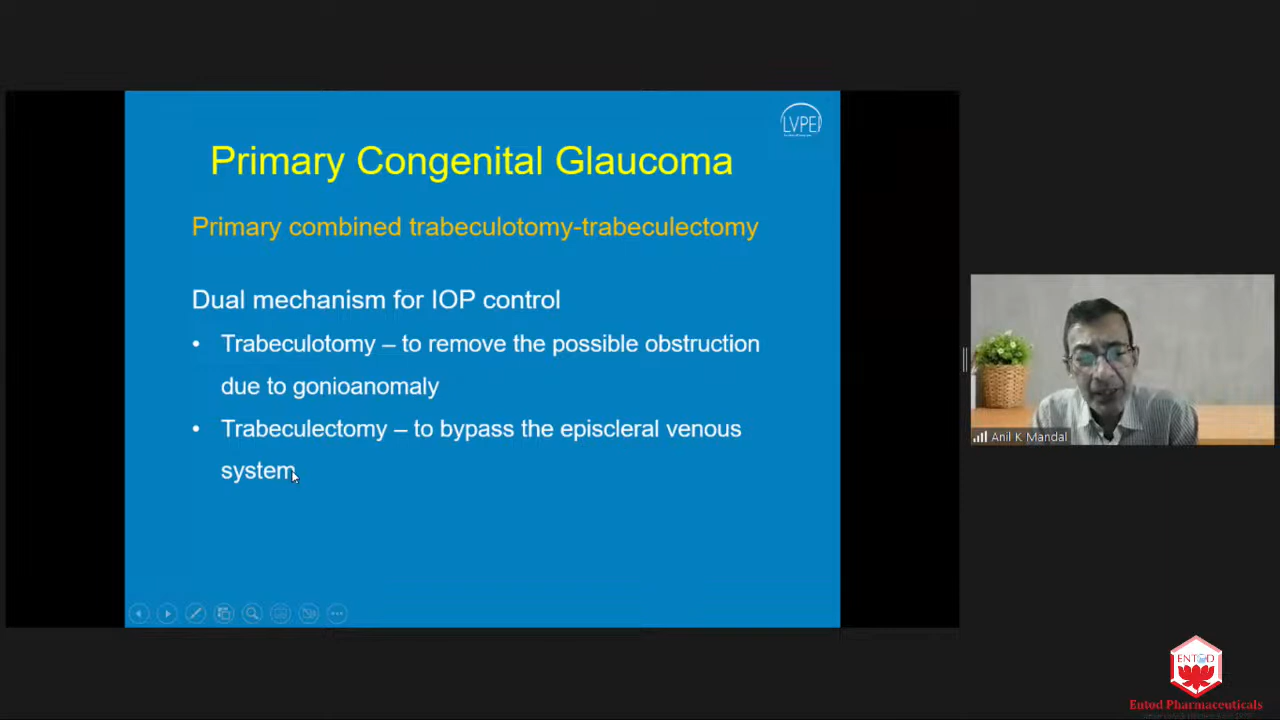 LVPEI
Primary Congenital Glaucoma
Primary combined trabeculotomy-trabeculectomy
Dual mechanism for IOP control
• Trabeculotomy – to remove the possible obstruction
due to gonioanomaly
• Trabeculectomy – to bypass the episcleral venous
system
Anil K Mandal
ENTOD
Entod Pharmaceuticals